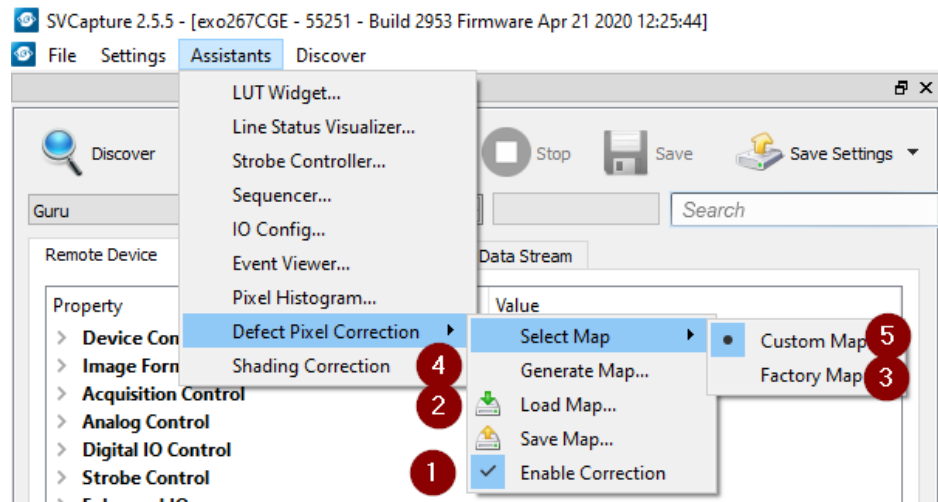 SVCapture 2.5.5 - [exo267CGE - 55251 - Build 2953 Firmware Apr 21 2020 12:25:44]
File Settings Assistants Discover
LUT Widget...
Discover
Line Status Visualizer...
Stop
Save
Save Settings
Strobe Controller...
Guru
Sequencer...
Search
IO Config...
Remote Device
Event Viewer...
Data Stream
Property
Pixel Histogram...
Value
Device Con
Defect Pixel Correction
Select Map
Custom Map
5
Image Form
Shading Correction
4
Generate Map...
Factory Map
3
Acquisition Control
2
Load Map...
Analog Control
Save Map...
Digital IO Control
1
Enable Correction
Strobe Control